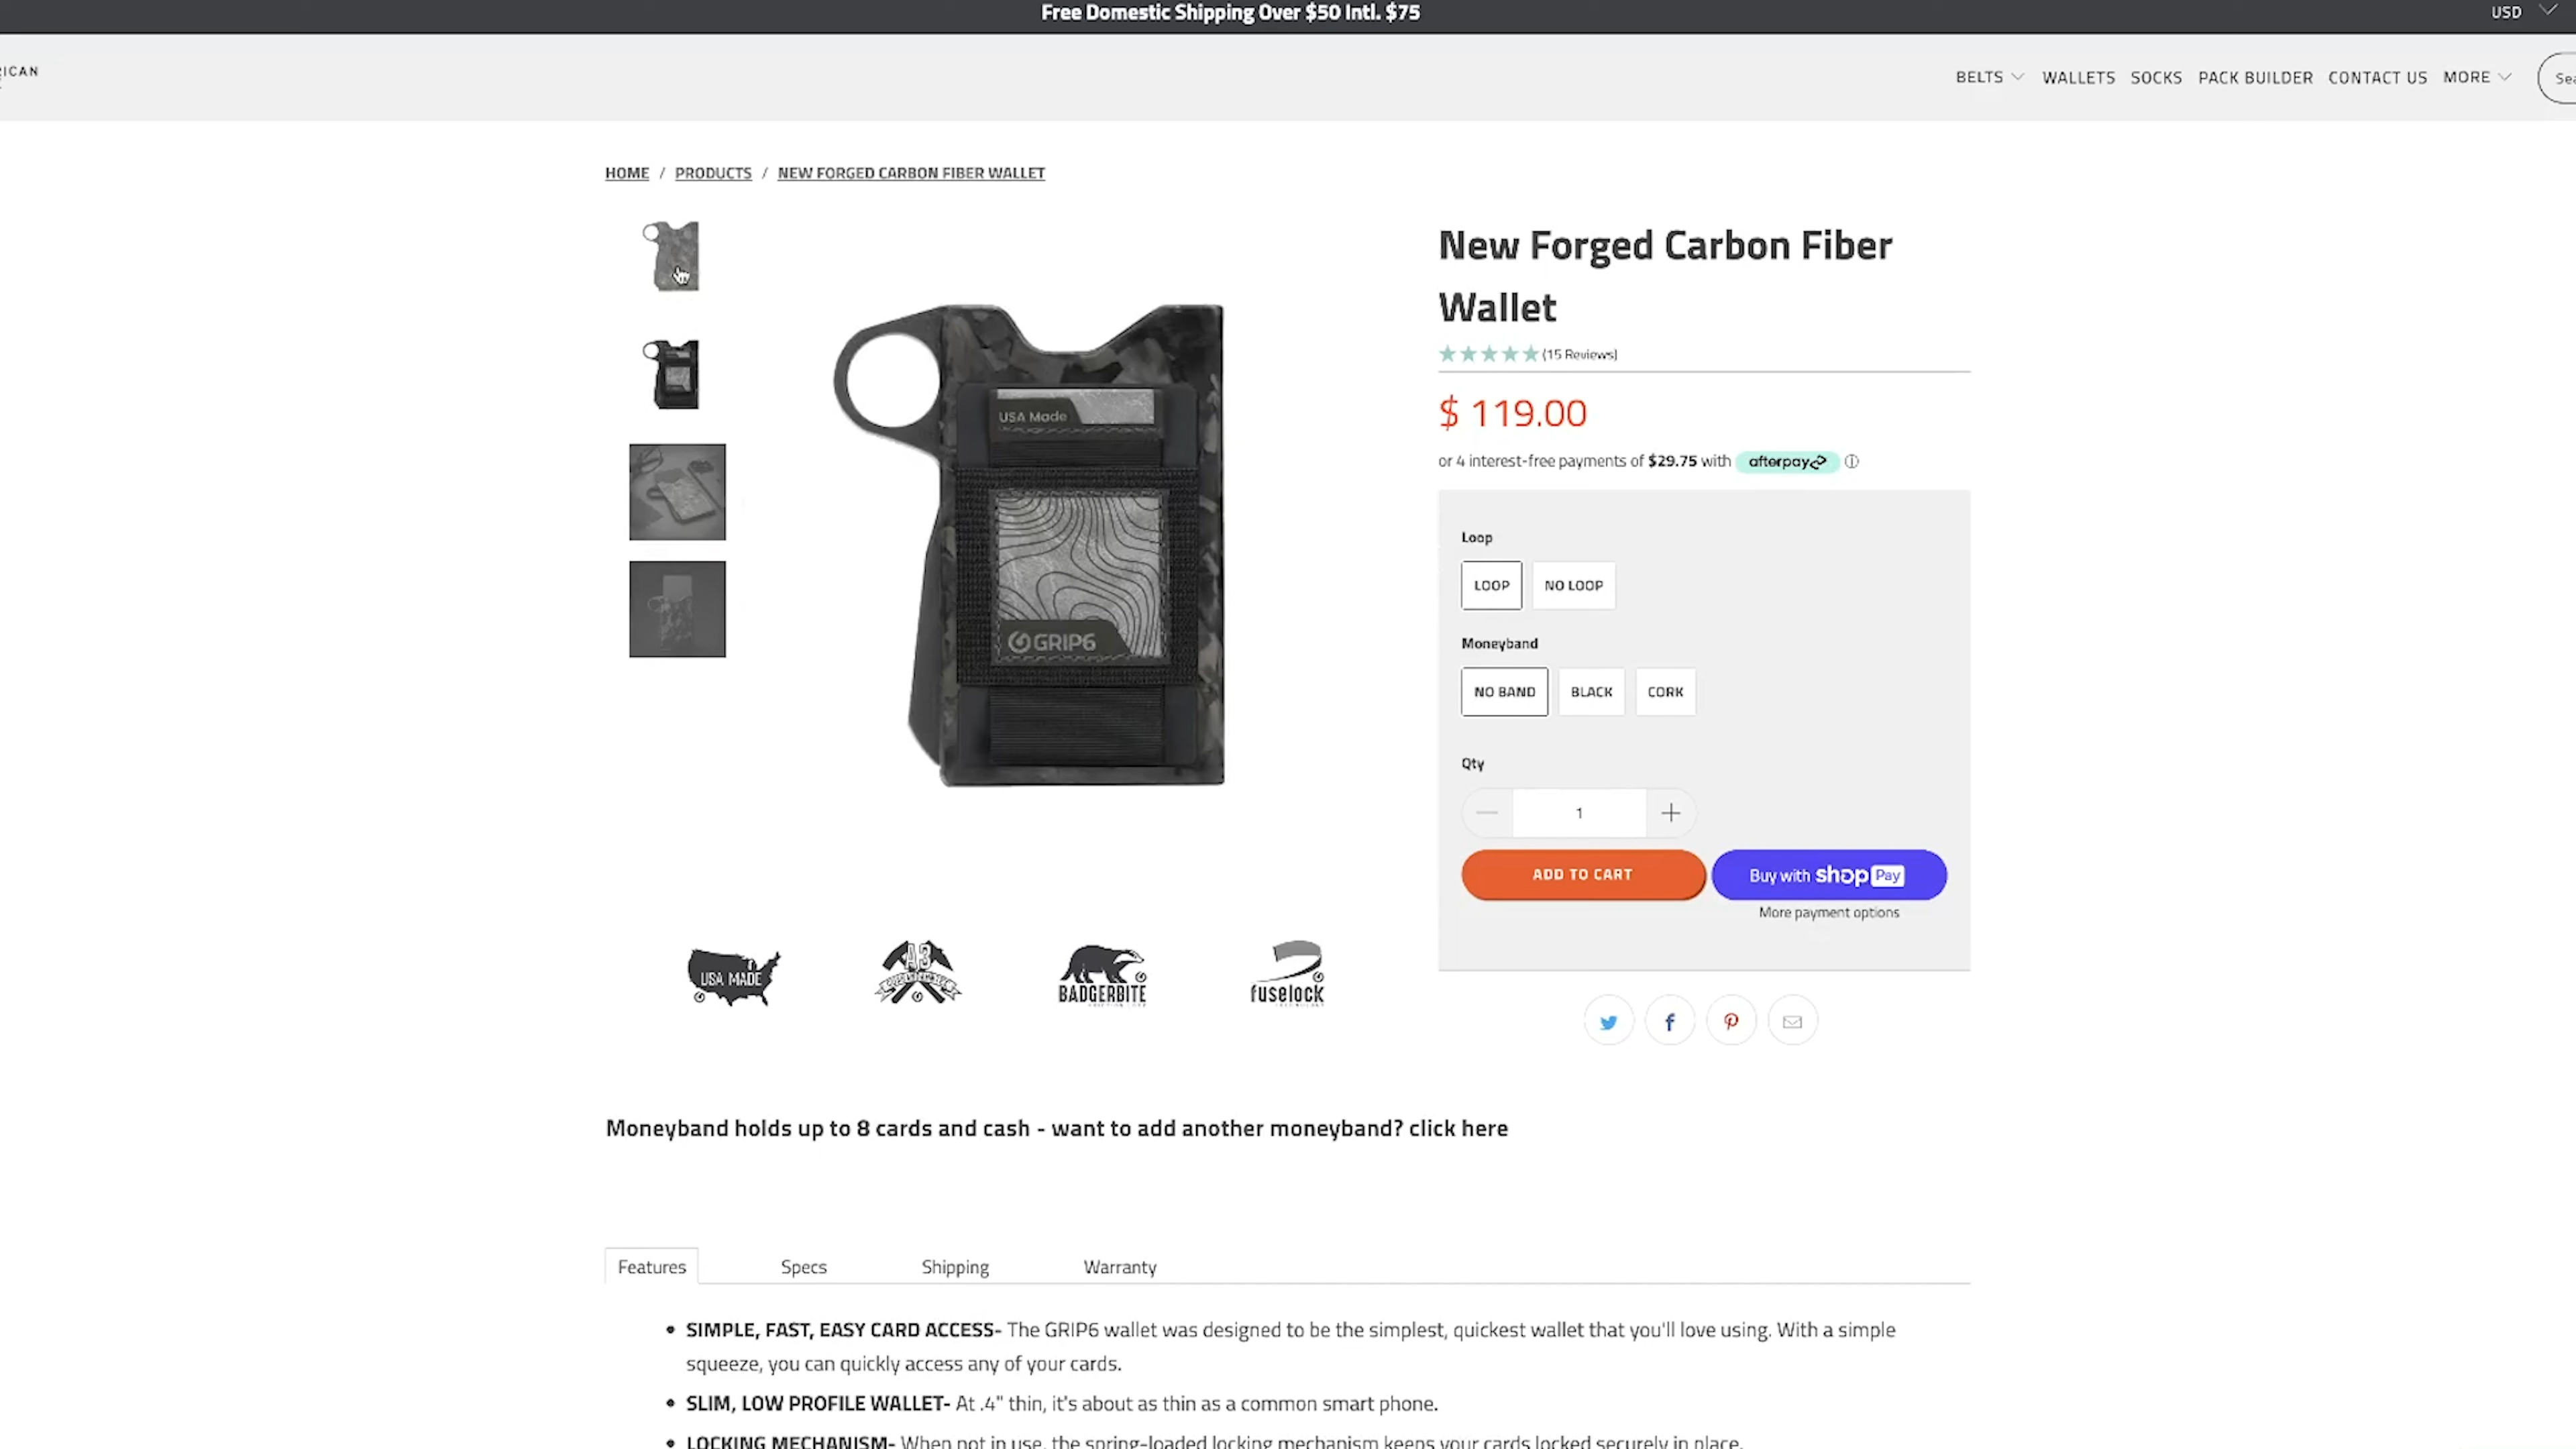 Free Domestic Shipping Over $50 Intl. $75
USD
ICAN
BELTS
WALLETS
SOCKS
PACK BUILDER
CONTACT US
MORE
Sea
HOME / PRODUCTS / NEW FORGED CARBON FIBER WALLET
New Forged Carbon Fiber
Wallet
(15 Reviews)
$ 119.00
or 4 interest-free payments of $29.75 with afterpay
USA Made
GRIP6
Loop
LOOP
NO LOOP
Moneyband
NO BAND
BLACK
CORK
Qty
1
ADD TO CART
Buy with shop Pay
More payment options
USA MADE
A3
BADGERBITE
fuselock
Moneyband holds up to 8 cards and cash - want to add another moneyband? click here
Features
Specs
Shipping
Warranty
SIMPLE, FAST, EASY CARD ACCESS- The GRIP6 wallet was designed to be the simplest, quickest wallet that you'll love using. With a simple
squeeze, you can quickly access any of your cards.
SLIM, LOW PROFILE WALLET- At .4" thin, it's about as thin as a common smart phone.
LOCKING MECHANISM- When not in use, the spring-loaded locking mechanism keeps your cards locked securely in place.